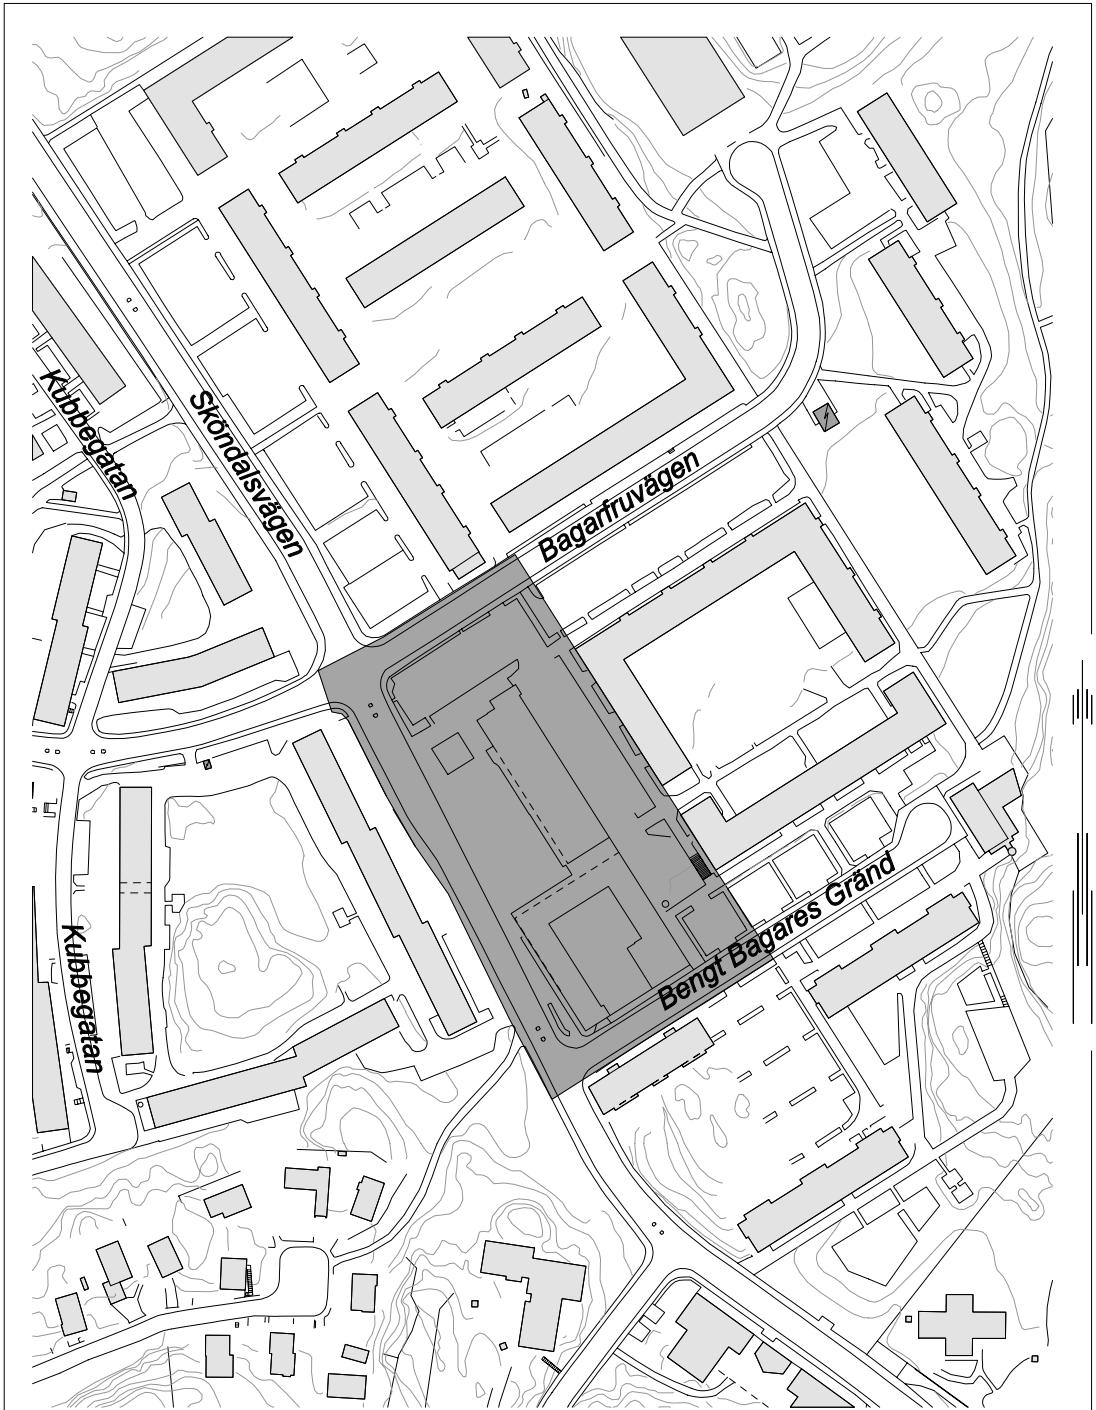 Kubbegatan
Sköndalsvägen
Bagarfruvägen
Bengt Bagares Gränd
Kubbegatan